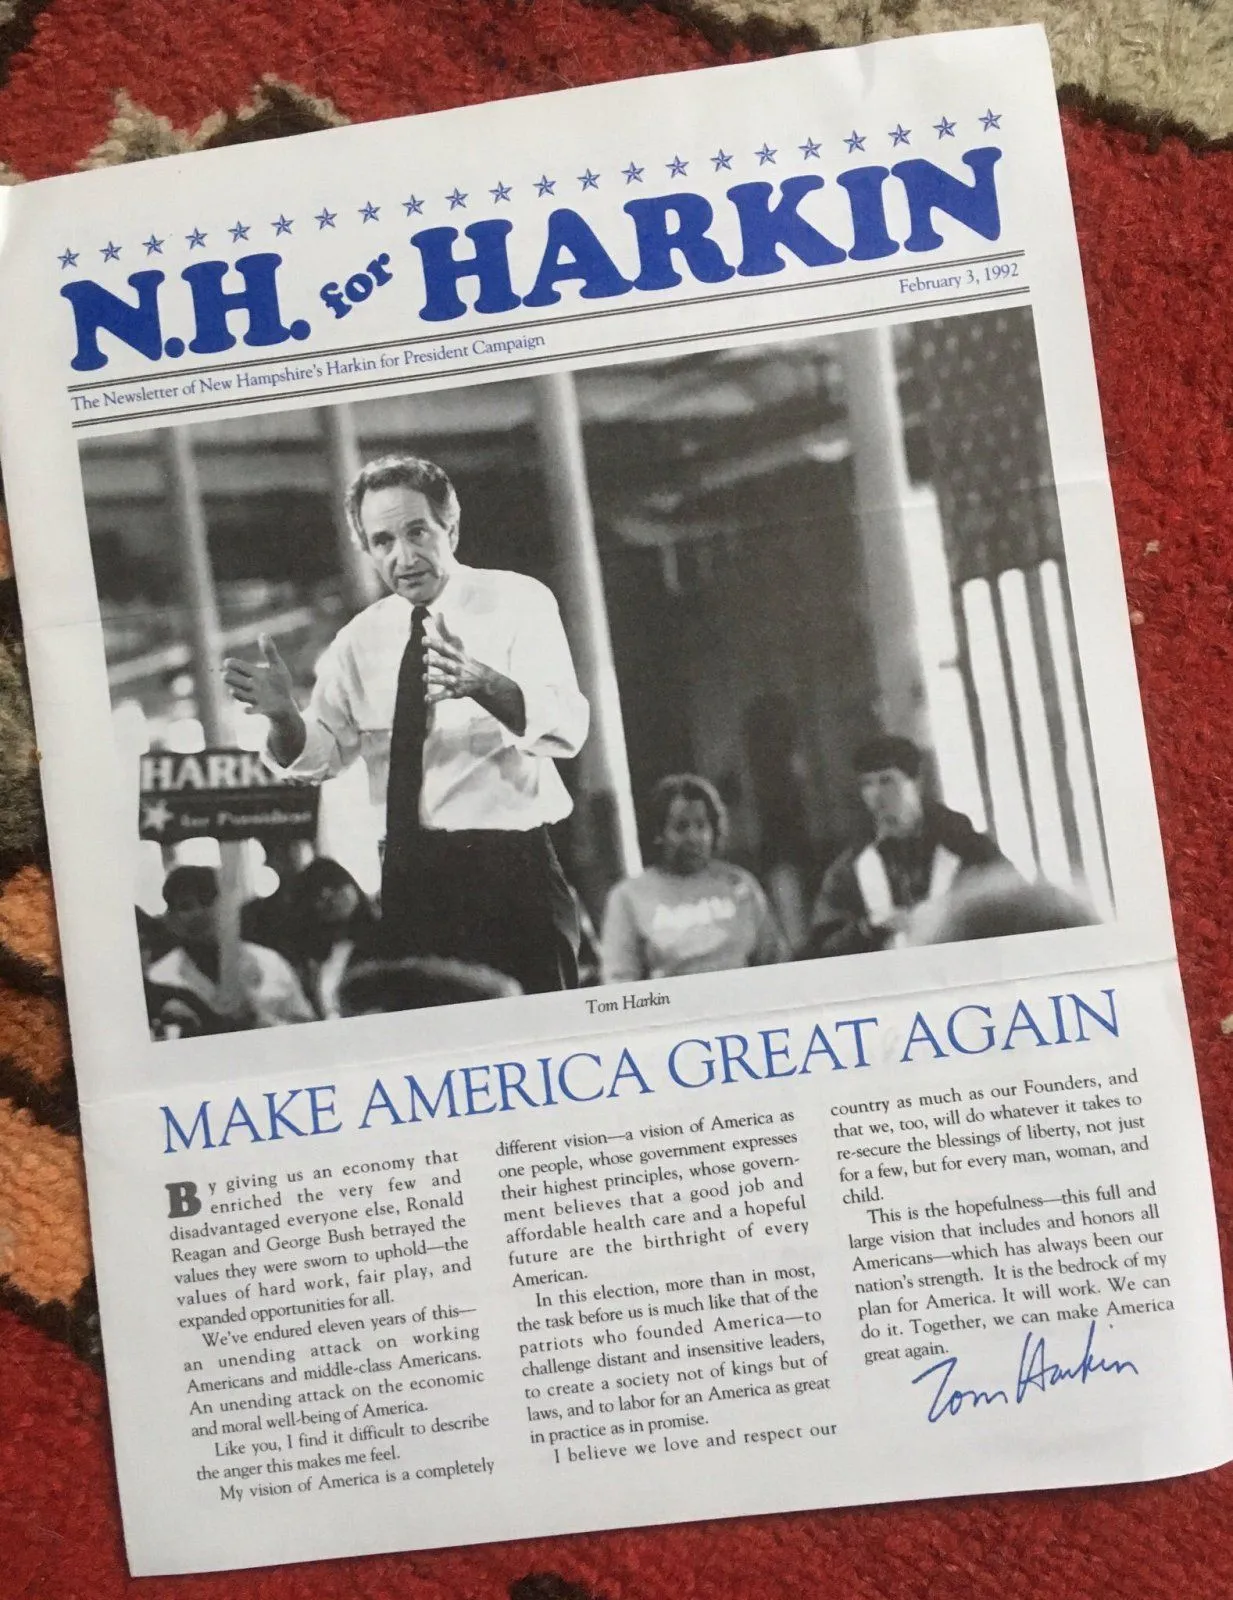 N.H. for HARKIN
February 3, 1992
The Newsletter of New Hampshire's Harkin for President Campaign
HARK
for President
Tom Harkin
MAKE AMERICA GREAT AGAIN
By giving us an economy that
enriched the very few and
disadvantaged everyone else, Ronald
Reagan and George Bush betrayed the
values they were sworn to uphold—the
values of hard work, fair play, and
expanded opportunities for all.
We've endured eleven years of this—
an unending attack on working
Americans and middle-class Americans.
An unending attack on the economic
and moral well-being of America.
Like you, I find it difficult to describe
the anger this makes me feel.
My vision of America is a completely
different vision—a vision of America as
one people, whose government expresses
their highest principles, whose govern-
ment believes that a good job and
affordable health care and a hopeful
future are the birthright of every
American.
In this election, more than in most,
the task before us is much like that of the
patriots who founded America—to
challenge distant and insensitive leaders,
to create a society not of kings but of
laws, and to labor for an America as great
in practice as in promise.
I believe we love and respect our
country as much as our Founders, and
that we, too, will do whatever it takes to
re-secure the blessings of liberty, not just
for a few, but for every man, woman, and
child.
This is the hopefulness—this full and
large vision that includes and honors all
Americans—which has always been our
nation's strength. It is the bedrock of my
plan for America. It will work. We can
do it. Together, we can make America
great again.
Tom Harkin